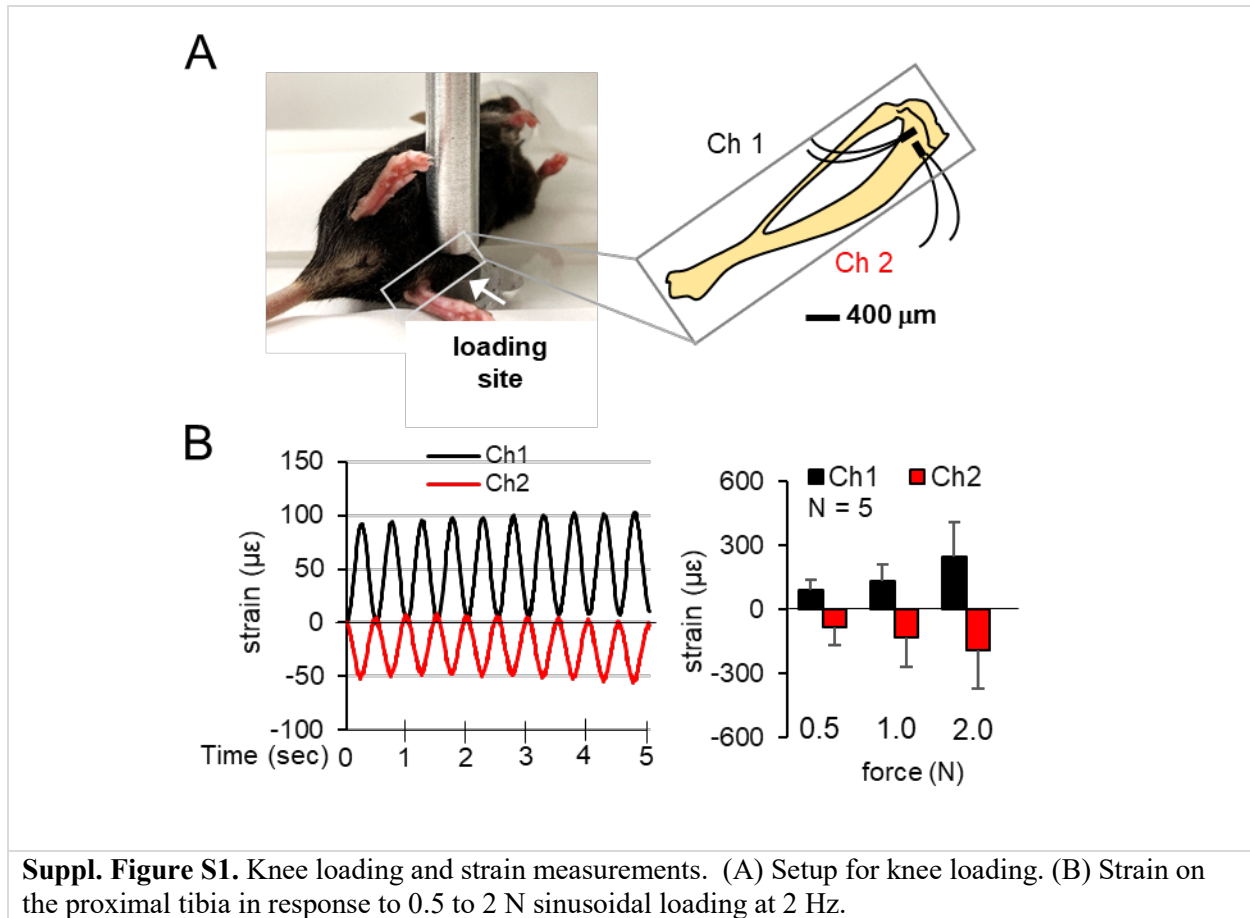 A
Ch 1
Ch 2
400 μm
loading
site
B
150
100
50
0
-50
-100
strain (με)
Ch1
Ch2
Time (sec) 0 1 2 3 4 5
600
300
0
-300
-600
strain (με)
Ch1 Ch2
N = 5
0.5 1.0 2.0
force (N)
Suppl. Figure S1. Knee loading and strain measurements. (A) Setup for knee loading. (B) Strain on
the proximal tibia in response to 0.5 to 2 N sinusoidal loading at 2 Hz.